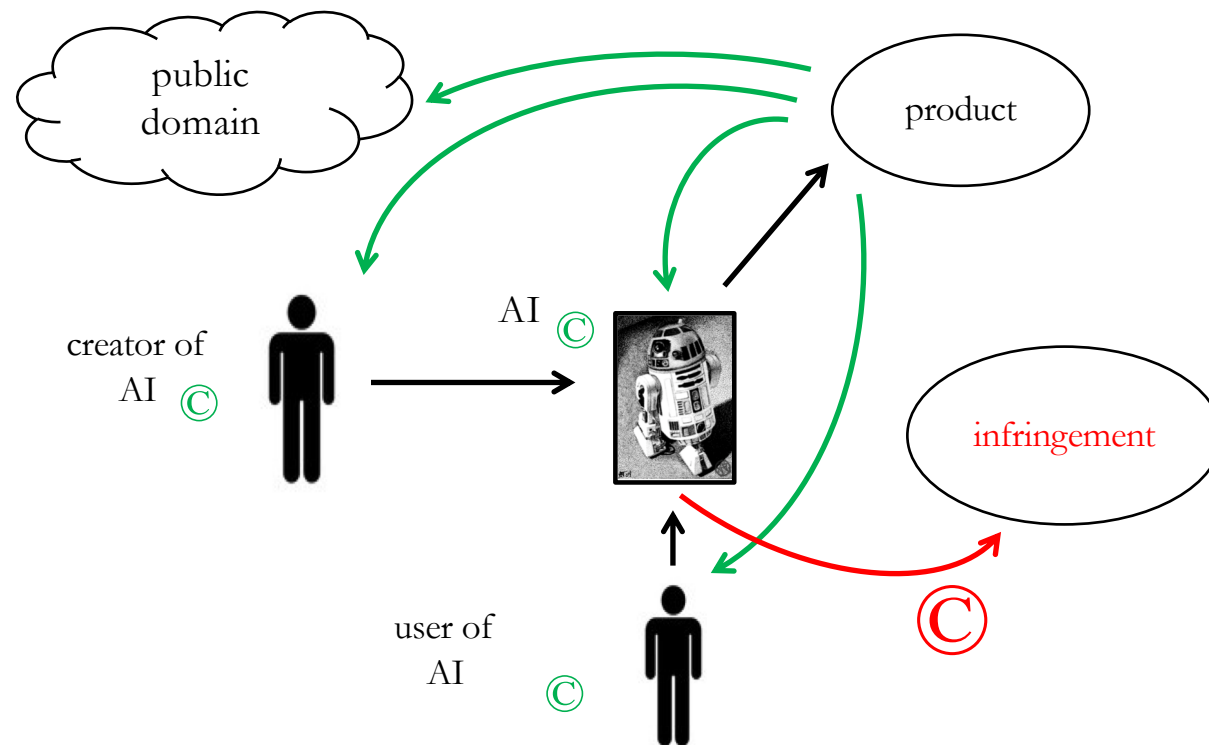 public
domain
product
AI ©
creator of
AI ©
infringement
©
user of
AI ©